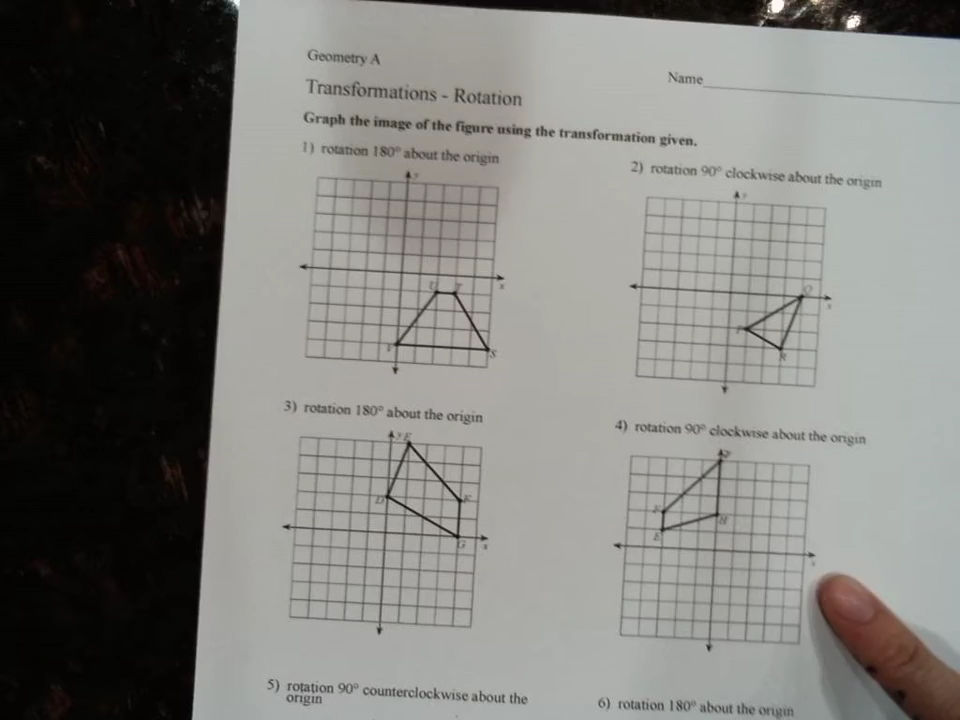 Geometry A
Name
Transformations - Rotation
Graph the image of the figure using the transformation given.
1) rotation 180° about the origin
2) rotation 90° clockwise about the origin
y
x
U T
S
y
x
Q
R
3) rotation 180° about the origin
4) rotation 90° clockwise about the origin
y E
D
F
G
x
H
E
x
5) rotation 90° counterclockwise about the
origin
6) rotation 180° about the origin